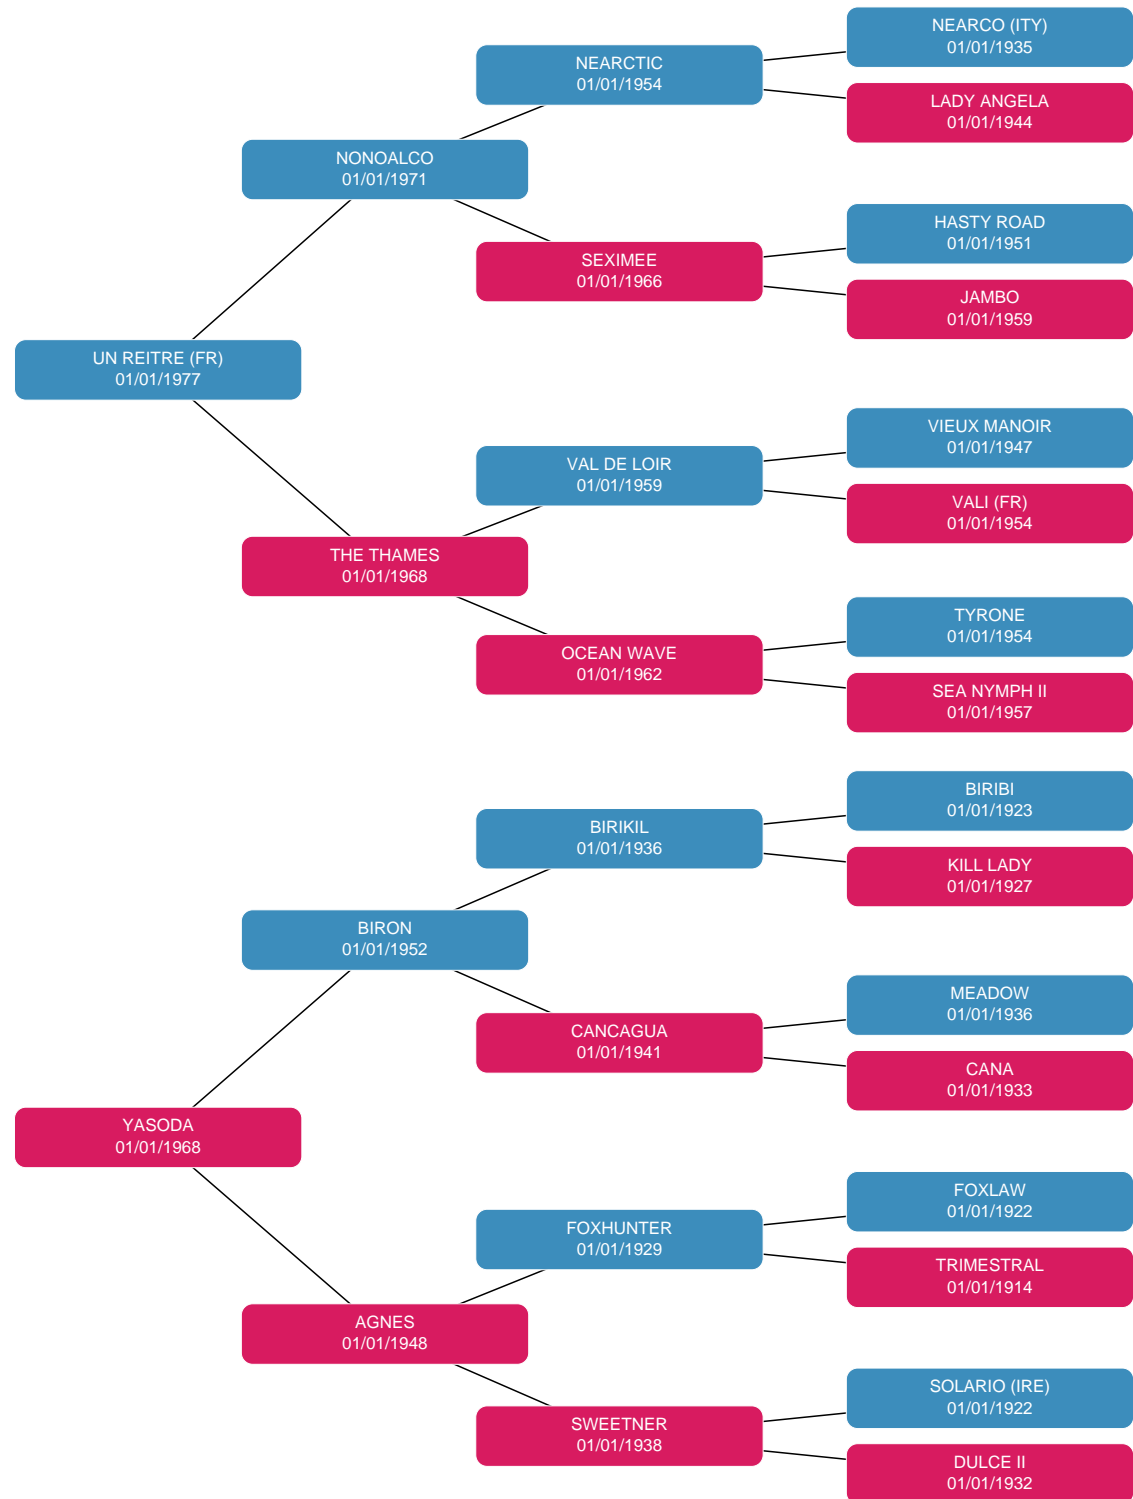 NEARCO (ITY)
01/01/1935
NEARCTIC
01/01/1954
LADY ANGELA
01/01/1944
NONOALCO
01/01/1971
HASTY ROAD
01/01/1951
SEXIMEE
01/01/1966
JAMBO
01/01/1959
UN REITRE (FR)
01/01/1977
VIEUX MANOIR
01/01/1947
VAL DE LOIR
01/01/1959
VALI (FR)
01/01/1954
THE THAMES
01/01/1968
TYRONE
01/01/1954
OCEAN WAVE
01/01/1962
SEA NYMPH II
01/01/1957
BIRIBI
01/01/1923
BIRIKIL
01/01/1936
KILL LADY
01/01/1927
BIRON
01/01/1952
MEADOW
01/01/1936
CANCAGUA
01/01/1941
CANA
01/01/1933
YASODA
01/01/1968
FOXLAW
01/01/1922
FOXHUNTER
01/01/1929
TRIMESTRAL
01/01/1914
AGNES
01/01/1948
SOLARIO (IRE)
01/01/1922
SWEETNER
01/01/1938
DULCE II
01/01/1932